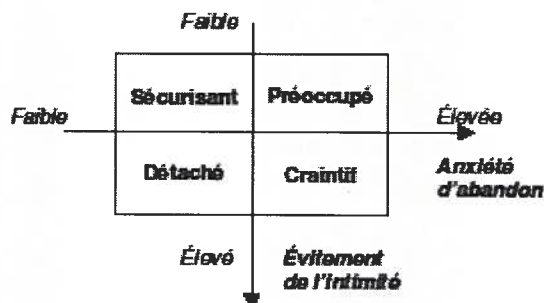 Faible
Sécurisant Préoccupé
Faible Élevée
Détaché Craintif
Anxiété
d'abandon
Élevé Évitement
de l'intimité